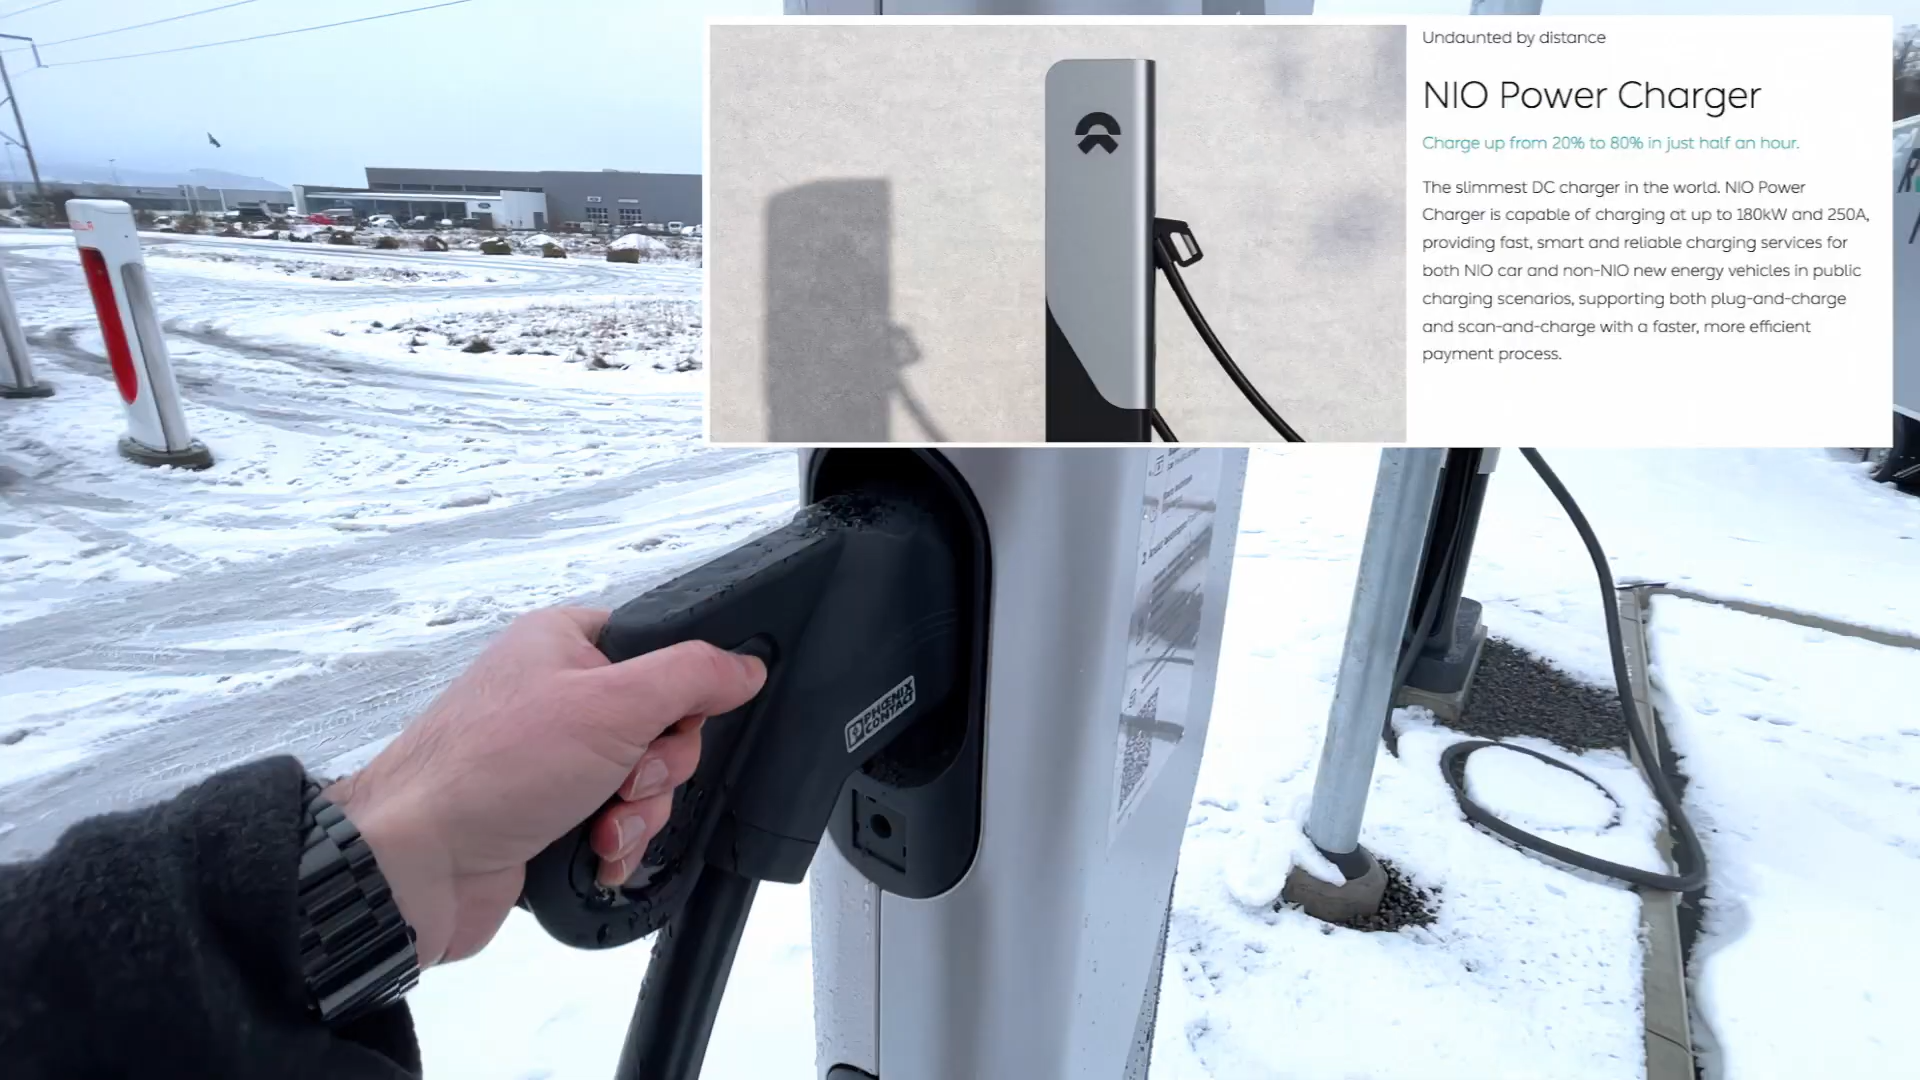 Undaunted by distance
NIO Power Charger
Charge up from 20% to 80% in just half an hour.
The slimmest DC charger in the world. NIO Power
Charger is capable of charging at up to 180kW and 250A,
providing fast, smart and reliable charging services for
both NIO car and non-NIO new energy vehicles in public
charging scenarios, supporting both plug-and-charge
and scan-and-charge with a faster, more efficient
payment process.
PHŒNIX
CONTACT